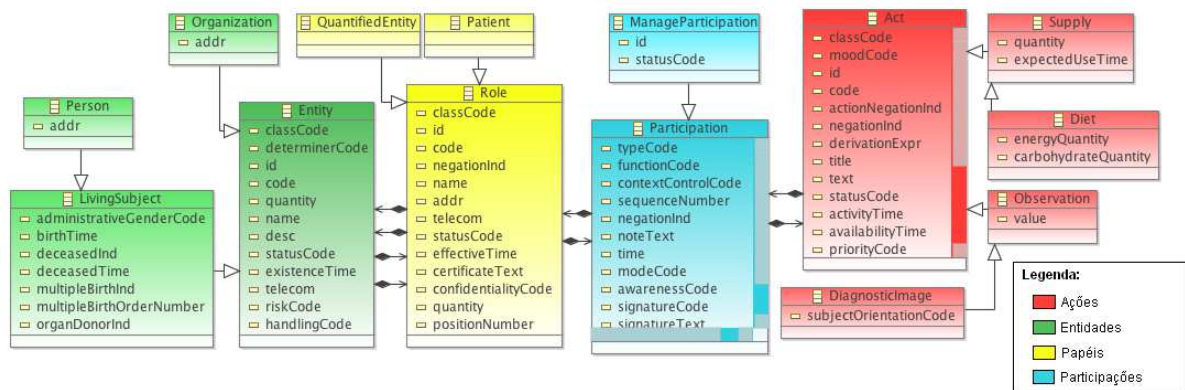 Organization
addr
QuantifiedEntity
Patient
ManageParticipation
id
statusCode
Act
classCode
moodCode
id
code
actionNegationInd
negationInd
derivationExpr
title
text
statusCode
activityTime
availabilityTime
priorityCode
Supply
quantity
expectedUseTime
Person
addr
Entity
classCode
determinerCode
id
code
quantity
name
desc
statusCode
existenceTime
telecom
riskCode
handlingCode
Role
classCode
id
code
negationInd
name
addr
telecom
statusCode
effectiveTime
certificateText
confidentialityCode
quantity
positionNumber
Participation
typeCode
functionCode
contextControlCode
sequenceNumber
negationInd
noteText
time
modeCode
awarenessCode
signatureCode
signatureText
Diet
energyQuantity
carbohydrateQuantity
LivingSubject
administrativeGenderCode
birthTime
deceasedInd
deceasedTime
multipleBirthInd
multipleBirthOrderNumber
organDonorInd
Observation
value
DiagnosticImage
subjectOrientationCode
Legenda:
Ações
Entidades
Papéis
Participações